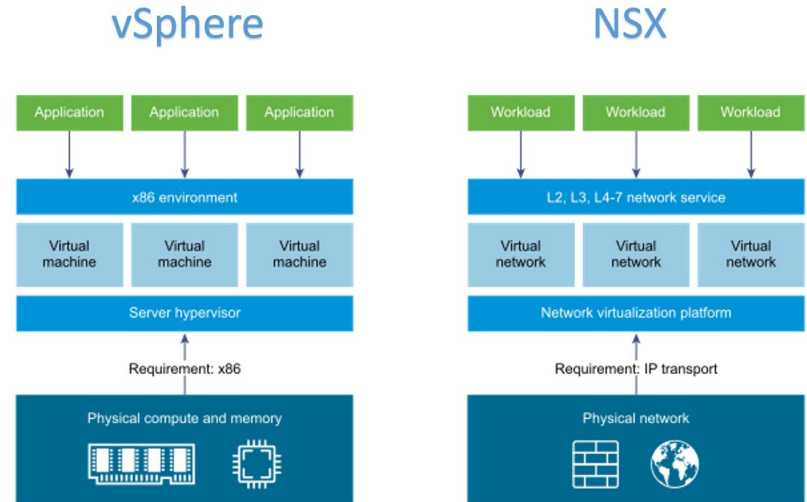 vSphere
Application
Application
Application
x86 environment
Virtual
machine
Virtual
machine
Virtual
machine
Server hypervisor
Requirement: x86
Physical compute and memory
NSX
Workload
Workload
Workload
L2, L3, L4-7 network service
Virtual
network
Virtual
network
Virtual
network
Network virtualization platform
Requirement: IP transport
Physical network